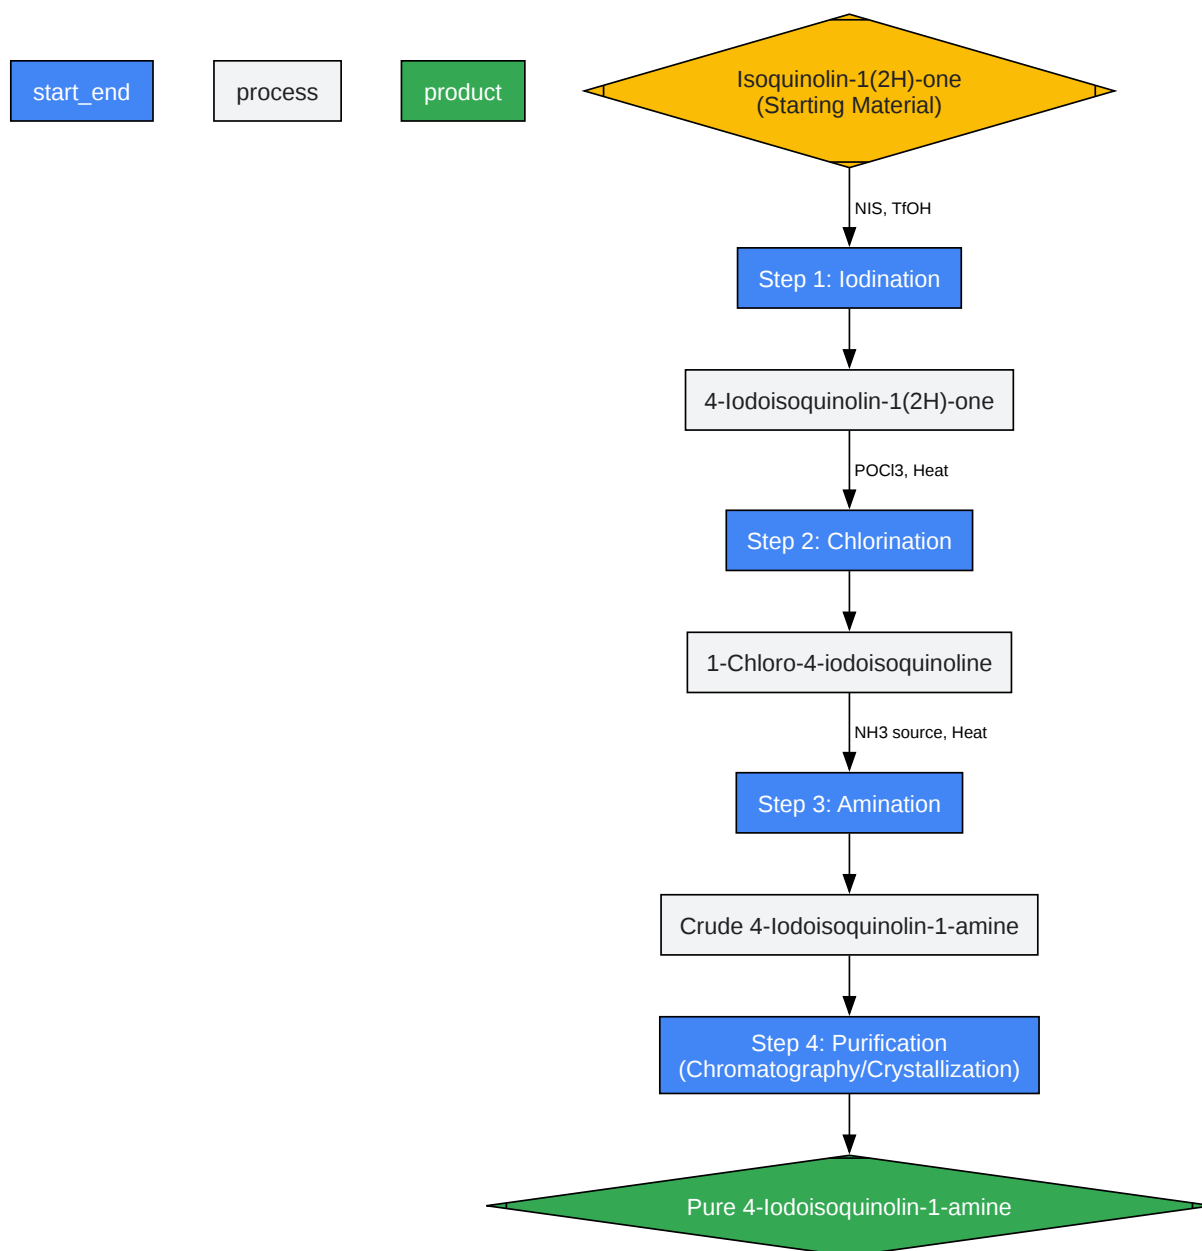 start_end
process
product
Isoquinolin-1(2H)-one
(Starting Material)
NIS, TfOH
Step 1: Iodination
4-Iodoisoquinolin-1(2H)-one
POCl3, Heat
Step 2: Chlorination
1-Chloro-4-iodoisoquinoline
NH3 source, Heat
Step 3: Amination
Crude 4-Iodoisoquinolin-1-amine
Step 4: Purification
(Chromatography/Crystallization)
Pure 4-Iodoisoquinolin-1-amine